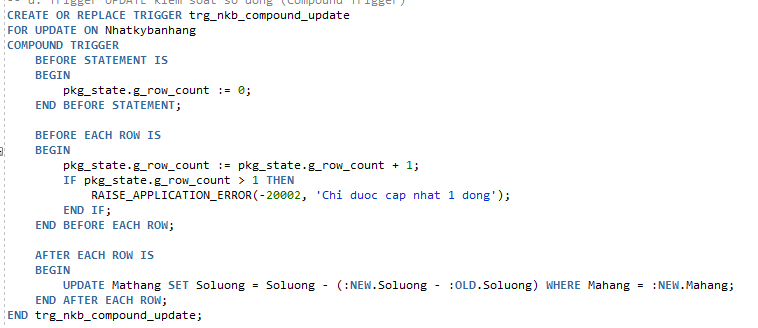 -- d. Trigger UPDATE kiem soat so dong (Compound Trigger)
CREATE OR REPLACE TRIGGER trg_nkb_compound_update
FOR UPDATE ON Nhatkybanhang
COMPOUND TRIGGER
    BEFORE STATEMENT IS
    BEGIN
        pkg_state.g_row_count := 0;
    END BEFORE STATEMENT;

    BEFORE EACH ROW IS
    BEGIN
        pkg_state.g_row_count := pkg_state.g_row_count + 1;
        IF pkg_state.g_row_count > 1 THEN
            RAISE_APPLICATION_ERROR(-20002, 'Chi duoc cap nhat 1 dong');
        END IF;
    END BEFORE EACH ROW;

    AFTER EACH ROW IS
    BEGIN
        UPDATE Mathang SET Soluong = Soluong - (:NEW.Soluong - :OLD.Soluong) WHERE Mahang = :NEW.Mahang;
    END AFTER EACH ROW;
END trg_nkb_compound_update;